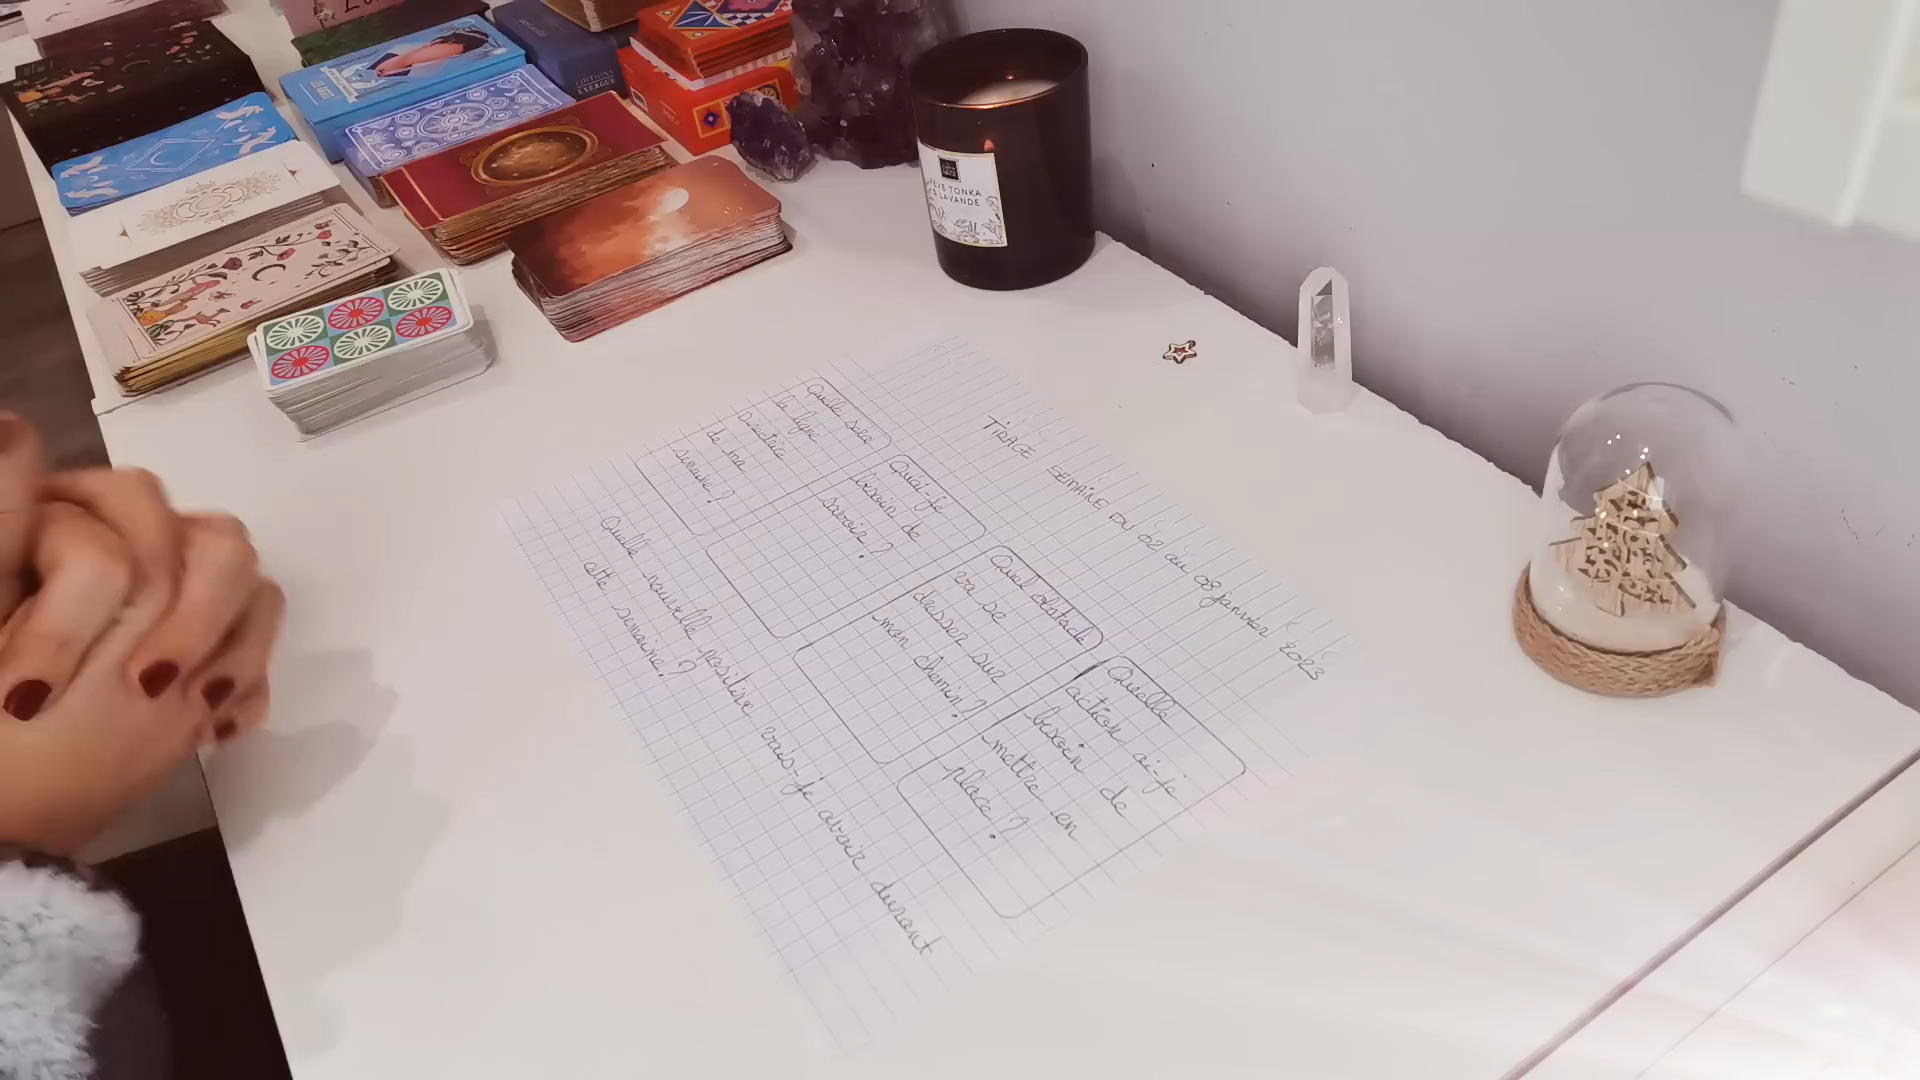 TIRAGE SEMAINE DU 02 au 08 janvier 2023
Quelle sera
la ligne
directrice
de ma
semaine?
Qu'ai-je
besoin de
savoir?
Quel obstacle
va se
dresser sur
mon chemin?
Quelle
action ai-je
besoin de
mettre en
place?
Quelle nouvelle positive vais-je avoir durant
cette semaine?
ÉDITIONS
EXERGUE
FÈVE TONKA
& LAVANDE